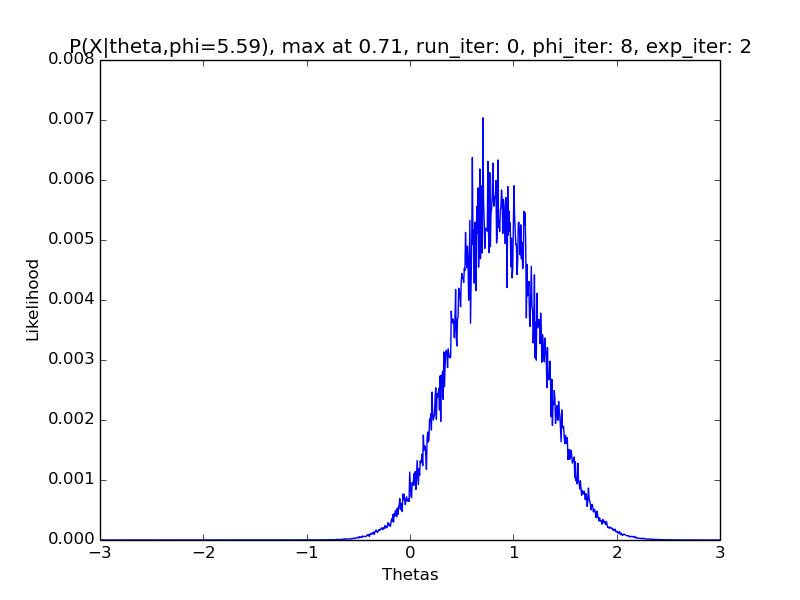 P(X|theta,phi=5.59), max at 0.71, run_iter: 0, phi_iter: 8, exp_iter: 2
0.008
0.007
0.006
0.005
0.004
0.003
0.002
0.001
0.000
Likelihood
−3 −2 −1 0 1 2 3
Thetas